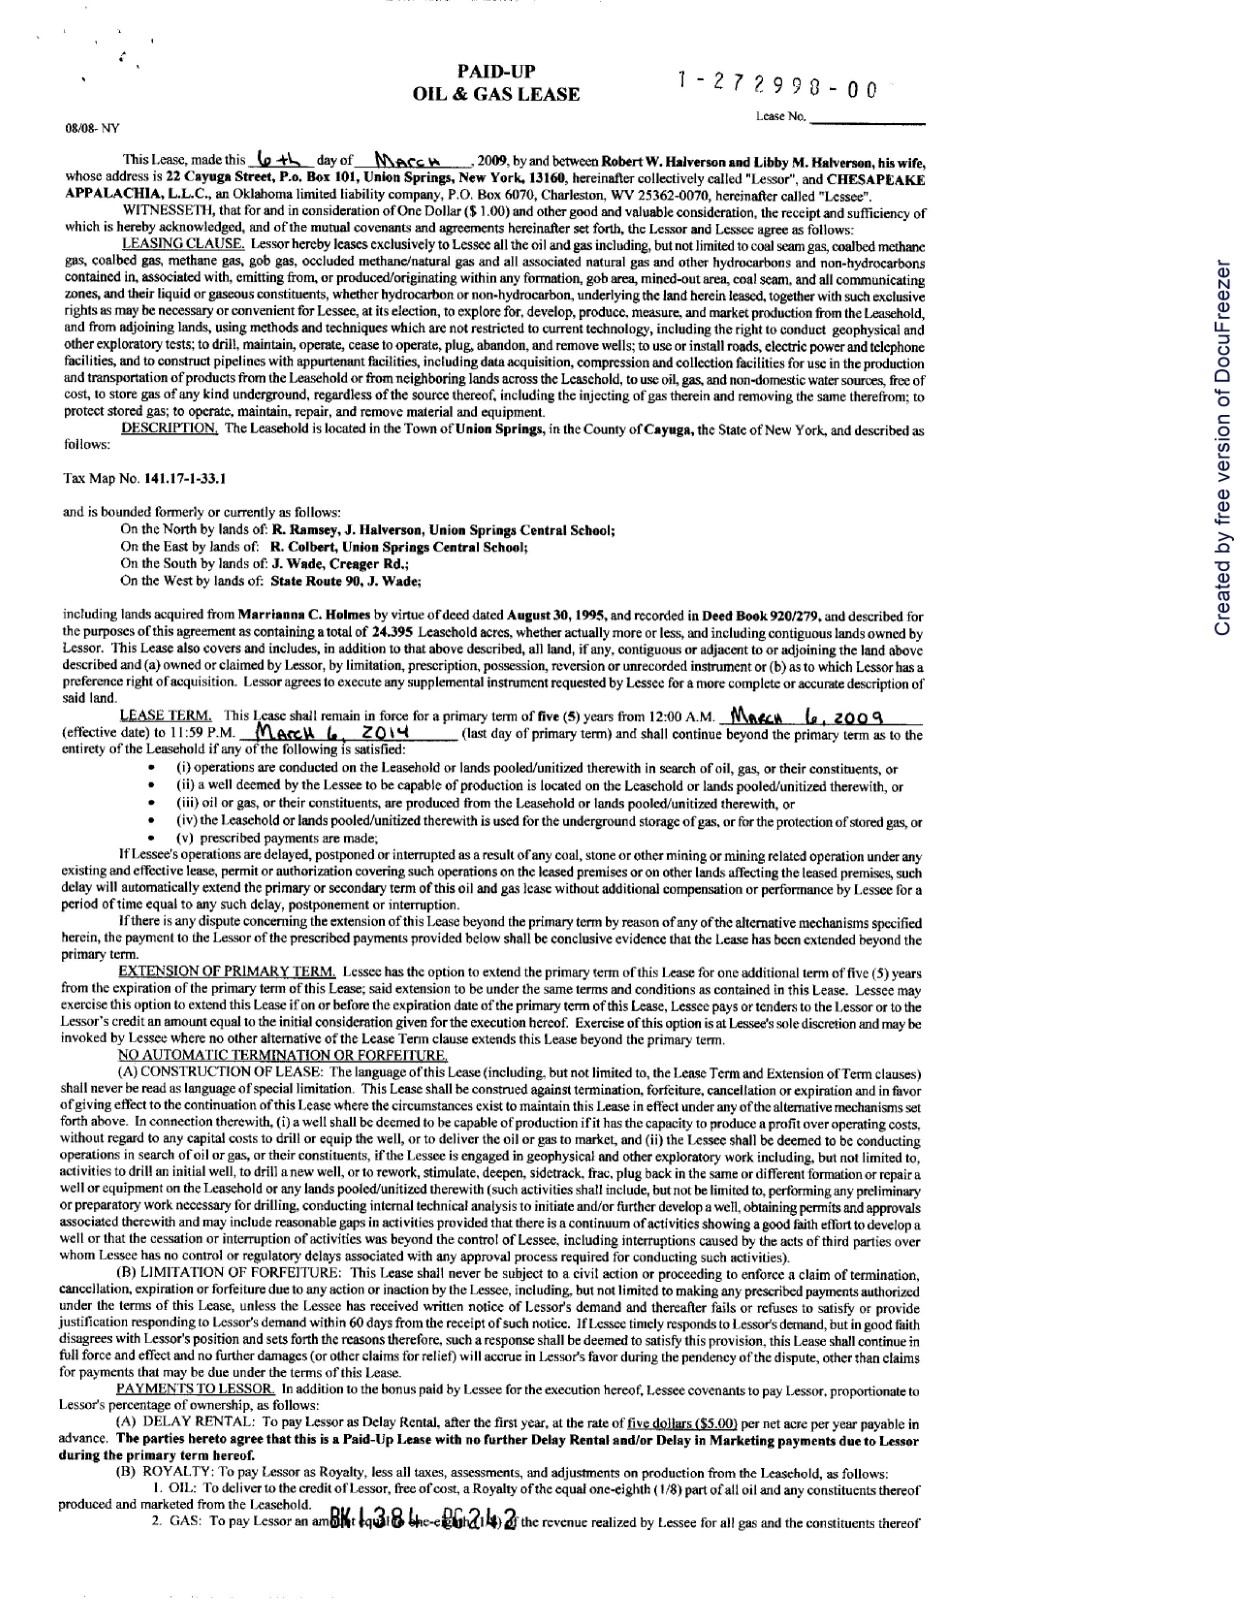 PAID-UP
OIL & GAS LEASE
1-272998-00
Lease No.
08/08- NY
This Lease, made this 6th day of March, 2009, by and between Robert W. Halverson and Libby M. Halverson, his wife,
whose address is 22 Cayuga Street, P.o. Box 101, Union Springs, New York, 13160, hereinafter collectively called "Lessor", and CHESAPEAKE
APPALACHIA, L.L.C., an Oklahoma limited liability company, P.O. Box 6070, Charleston, WV 25362-0070, hereinafter called "Lessee".
WITNESSETH, that for and in consideration of One Dollar ($ 1.00) and other good and valuable consideration, the receipt and sufficiency of
which is hereby acknowledged, and of the mutual covenants and agreements hereinafter set forth, the Lessor and Lessee agree as follows:
LEASING CLAUSE. Lessor hereby leases exclusively to Lessee all the oil and gas including, but not limited to coal seam gas, coalbed methane
gas, coalbed gas, methane gas, gob gas, occluded methane/natural gas and all associated natural gas and other hydrocarbons and non-hydrocarbons
contained in, associated with, emitting from, or produced/originating within any formation, gob area, mined-out area, coal seam, and all communicating
zones, and their liquid or gaseous constituents, whether hydrocarbon or non-hydrocarbon, underlying the land herein leased, together with such exclusive
rights as may be necessary or convenient for Lessee, at its election, to explore for, develop, produce, measure, and market production from the Leasehold,
and from adjoining lands, using methods and techniques which are not restricted to current technology, including the right to conduct geophysical and
other exploratory tests; to drill, maintain, operate, cease to operate, plug, abandon, and remove wells; to use or install roads, electric power and telephone
facilities, and to construct pipelines with appurtenant facilities, including data acquisition, compression and collection facilities for use in the production
and transportation of products from the Leasehold or from neighboring lands across the Leasehold, to use oil, gas, and non-domestic water sources, free of
cost, to store gas of any kind underground, regardless of the source thereof, including the injecting of gas therein and removing the same therefrom; to
protect stored gas; to operate, maintain, repair, and remove material and equipment.
DESCRIPTION. The Leasehold is located in the Town of Union Springs, in the County of Cayuga, the State of New York, and described as
follows:
Tax Map No. 141.17-1-33.1
and is bounded formerly or currently as follows:
On the North by lands of: R. Ramsey, J. Halverson, Union Springs Central School;
On the East by lands of: R. Colbert, Union Springs Central School;
On the South by lands of: J. Wade, Creager Rd.;
On the West by lands of: State Route 90, J. Wade;
including lands acquired from Marrianna C. Holmes by virtue of deed dated August 30, 1995, and recorded in Deed Book 920/279, and described for
the purposes of this agreement as containing a total of 24.395 Leasehold acres, whether actually more or less, and including contiguous lands owned by
Lessor. This Lease also covers and includes, in addition to that above described, all land, if any, contiguous or adjacent to or adjoining the land above
described and (a) owned or claimed by Lessor, by limitation, prescription, possession, reversion or unrecorded instrument or (b) as to which Lessor has a
preference right of acquisition. Lessor agrees to execute any supplemental instrument requested by Lessee for a more complete or accurate description of
said land.
LEASE TERM. This Lease shall remain in force for a primary term of five (5) years from 12:00 A.M. March 6, 2009
(effective date) to 11:59 P.M. March 6, 2014 (last day of primary term) and shall continue beyond the primary term as to the
entirety of the Leasehold if any of the following is satisfied:
• (i) operations are conducted on the Leasehold or lands pooled/unitized therewith in search of oil, gas, or their constituents, or
• (ii) a well deemed by the Lessee to be capable of production is located on the Leasehold or lands pooled/unitized therewith, or
• (iii) oil or gas, or their constituents, are produced from the Leasehold or lands pooled/unitized therewith, or
• (iv) the Leasehold or lands pooled/unitized therewith is used for the underground storage of gas, or for the protection of stored gas, or
• (v) prescribed payments are made;
If Lessee's operations are delayed, postponed or interrupted as a result of any coal, stone or other mining or mining related operation under any
existing and effective lease, permit or authorization covering such operations on the leased premises or on other lands affecting the leased premises, such
delay will automatically extend the primary or secondary term of this oil and gas lease without additional compensation or performance by Lessee for a
period of time equal to any such delay, postponement or interruption.
If there is any dispute concerning the extension of this Lease beyond the primary term by reason of any of the alternative mechanisms specified
herein, the payment to the Lessor of the prescribed payments provided below shall be conclusive evidence that the Lease has been extended beyond the
primary term.
EXTENSION OF PRIMARY TERM. Lessee has the option to extend the primary term of this Lease for one additional term of five (5) years
from the expiration of the primary term of this Lease; said extension to be under the same terms and conditions as contained in this Lease. Lessee may
exercise this option to extend this Lease if on or before the expiration date of the primary term of this Lease, Lessee pays or tenders to the Lessor or to the
Lessor's credit an amount equal to the initial consideration given for the execution hereof. Exercise of this option is at Lessee's sole discretion and may be
invoked by Lessee where no other alternative of the Lease Term clause extends this Lease beyond the primary term.
NO AUTOMATIC TERMINATION OR FORFEITURE.
(A) CONSTRUCTION OF LEASE: The language of this Lease (including, but not limited to, the Lease Term and Extension of Term clauses)
shall never be read as language of special limitation. This Lease shall be construed against termination, forfeiture, cancellation or expiration and in favor
of giving effect to the continuation of this Lease where the circumstances exist to maintain this Lease in effect under any of the alternative mechanisms set
forth above. In connection therewith, (i) a well shall be deemed to be capable of production if it has the capacity to produce a profit over operating costs,
without regard to any capital costs to drill or equip the well, or to deliver the oil or gas to market, and (ii) the Lessee shall be deemed to be conducting
operations in search of oil or gas, or their constituents, if the Lessee is engaged in geophysical and other exploratory work including, but not limited to,
activities to drill an initial well, to drill a new well, or to rework, stimulate, deepen, sidetrack, frac, plug back in the same or different formation or repair a
well or equipment on the Leasehold or any lands pooled/unitized therewith (such activities shall include, but not be limited to, performing any preliminary
or preparatory work necessary for drilling, conducting internal technical analysis to initiate and/or further develop a well, obtaining permits and approvals
associated therewith and may include reasonable gaps in activities provided that there is a continuum of activities showing a good faith effort to develop a
well or that the cessation or interruption of activities was beyond the control of Lessee, including interruptions caused by the acts of third parties over
whom Lessee has no control or regulatory delays associated with any approval process required for conducting such activities).
(B) LIMITATION OF FORFEITURE: This Lease shall never be subject to a civil action or proceeding to enforce a claim of termination,
cancellation, expiration or forfeiture due to any action or inaction by the Lessee, including, but not limited to making any prescribed payments authorized
under the terms of this Lease, unless the Lessee has received written notice of Lessor's demand and thereafter fails or refuses to satisfy or provide
justification responding to Lessor's demand within 60 days from the receipt of such notice. If Lessee timely responds to Lessor's demand, but in good faith
disagrees with Lessor's position and sets forth the reasons therefore, such a response shall be deemed to satisfy this provision, this Lease shall continue in
full force and effect and no further damages (or other claims for relief) will accrue in Lessor's favor during the pendency of the dispute, other than claims
for payments that may be due under the terms of this Lease.
PAYMENTS TO LESSOR. In addition to the bonus paid by Lessee for the execution hereof, Lessee covenants to pay Lessor, proportionate to
Lessor's percentage of ownership, as follows:
(A) DELAY RENTAL: To pay Lessor as Delay Rental, after the first year, at the rate of five dollars ($5.00) per net acre per year payable in
advance. The parties hereto agree that this is a Paid-Up Lease with no further Delay Rental and/or Delay in Marketing payments due to Lessor
during the primary term hereof.
(B) ROYALTY: To pay Lessor as Royalty, less all taxes, assessments, and adjustments on production from the Leasehold, as follows:
1. OIL: To deliver to the credit of Lessor, free of cost, a Royalty of the equal one-eighth (1/8) part of all oil and any constituents thereof
produced and marketed from the Leasehold.
2. GAS: To pay Lessor an amount equal to one-eighth (1/8) of the revenue realized by Lessee for all gas and the constituents thereof
BK1384 PG242
Created by free version of DocuFreezer